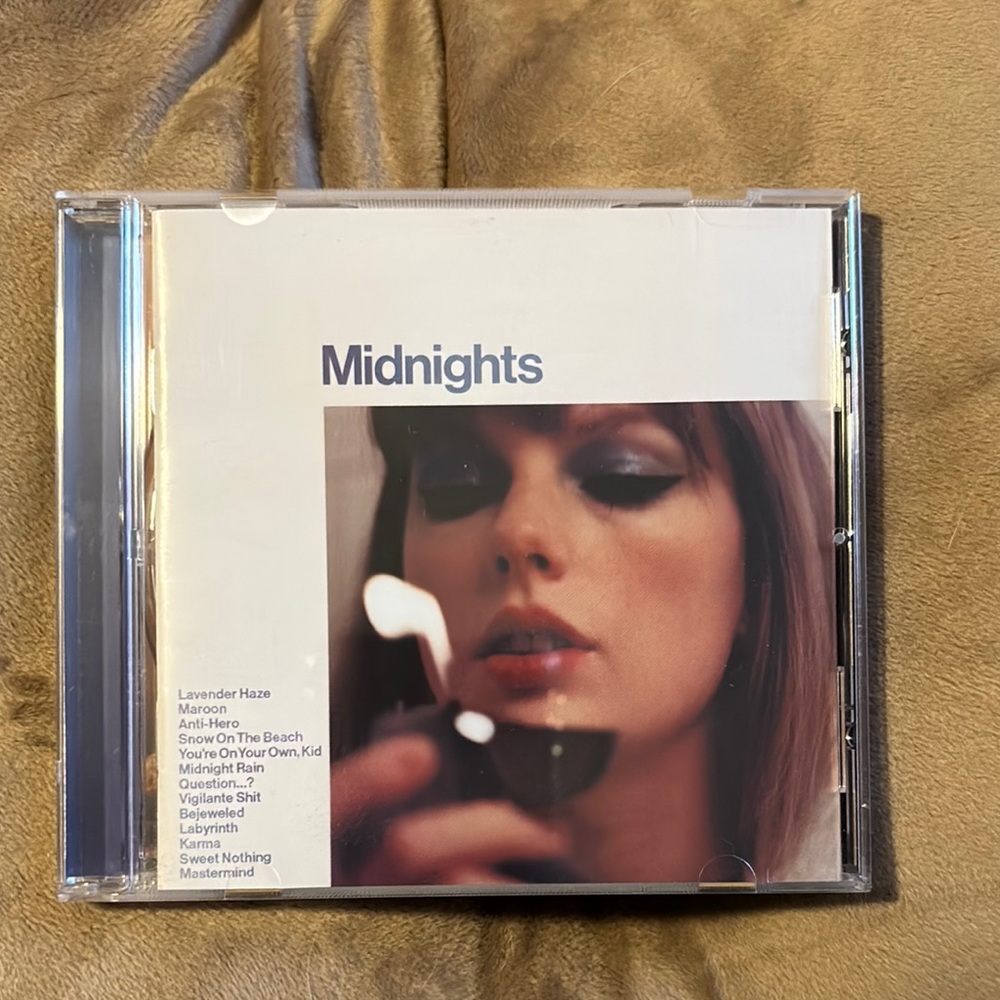 Midnights
Lavender Haze
Maroon
Anti-Hero
Snow On The Beach
You're On Your Own, Kid
Midnight Rain
Question...?
Vigilante Shit
Bejeweled
Labyrinth
Karma
Sweet Nothing
Mastermind